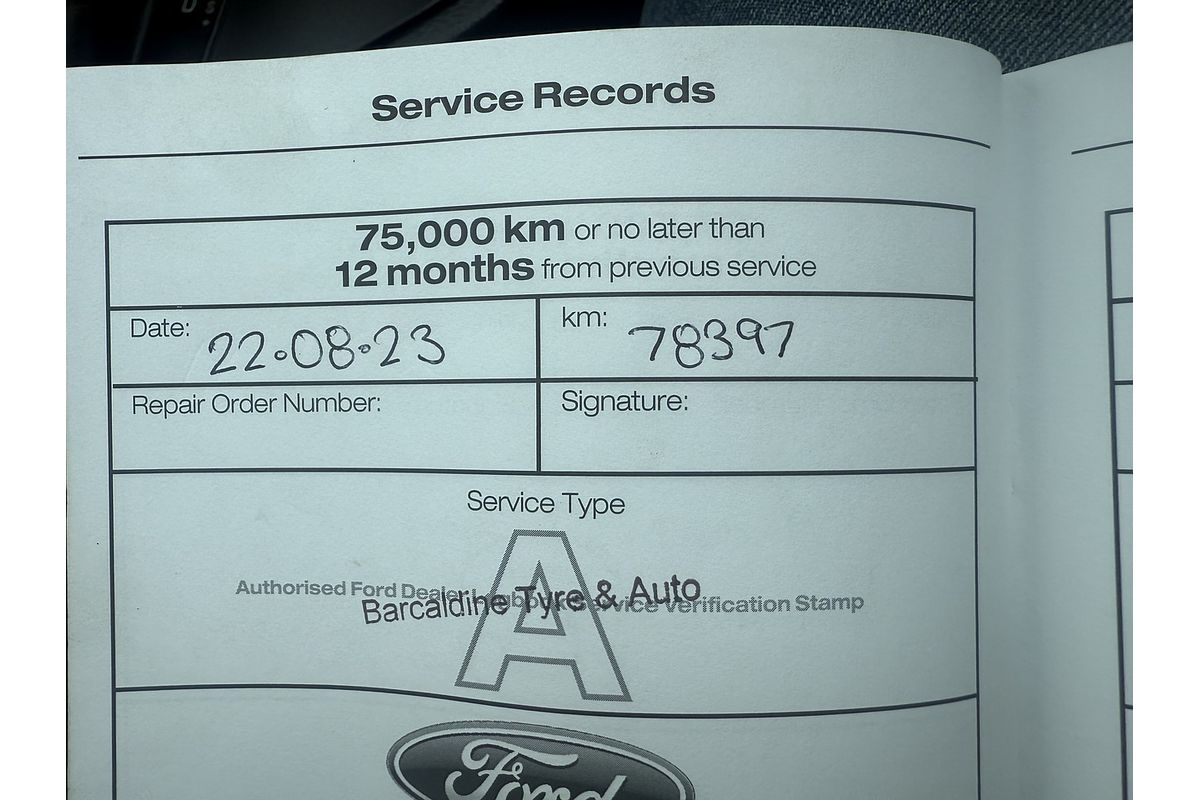 D S
Service Records
75,000 km or no later than
12 months from previous service
Date: 22.08.23
km: 78397
Repair Order Number:
Signature:
Service Type
A
Authorised Ford Dealer Logbook Service Verification Stamp
Barcaldine Tyre & Auto
Ford